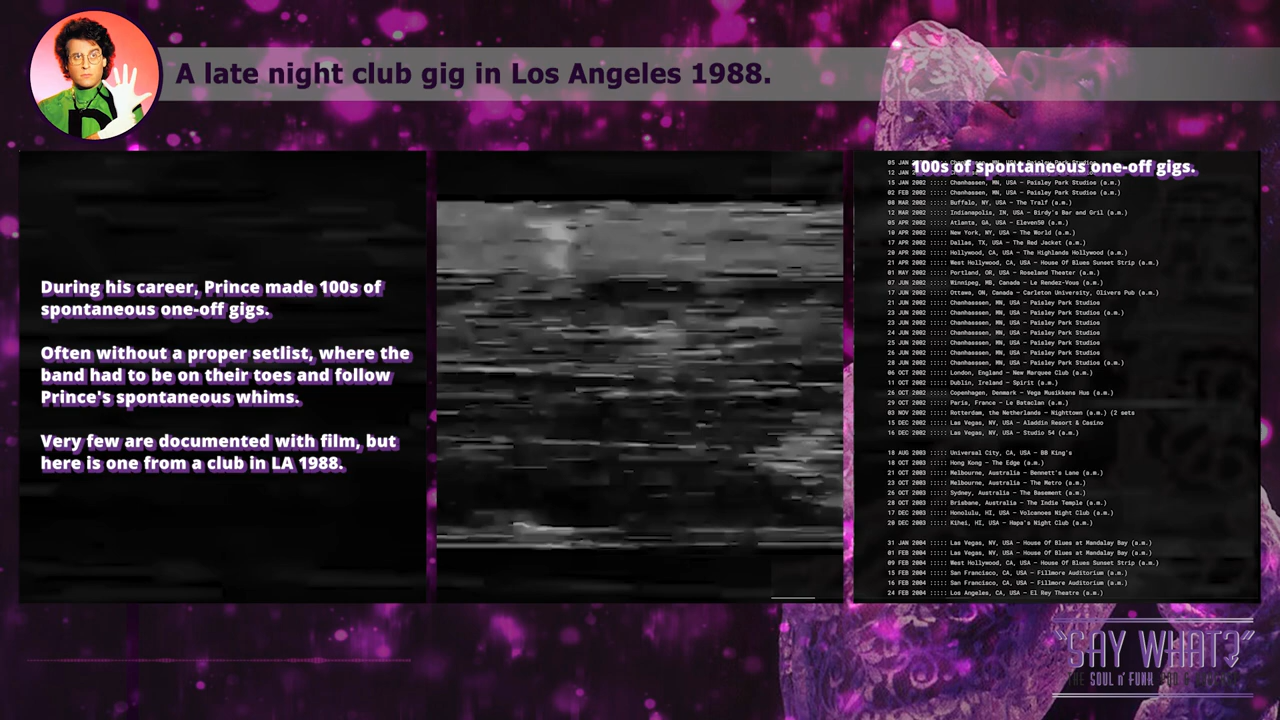 A late night club gig in Los Angeles 1988.
During his career, Prince made 100s of
spontaneous one-off gigs.
Often without a proper setlist, where the
band had to be on their toes and follow
Prince's spontaneous whims.
Very few are documented with film, but
here is one from a club in LA 1988.
100s of spontaneous one-off gigs.
05 JAN
12 JAN
15 JAN 2002 ::::: Chanhassen, MN, USA – Paisley Park Studios (a.m.)
02 FEB 2002 ::::: Chanhassen, MN, USA – Paisley Park Studios (a.m.)
08 MAR 2002 ::::: Buffalo, NY, USA – The Tralf (a.m.)
12 MAR 2002 ::::: Indianapolis, IN, USA – Birdy's Bar and Gril (a.m.)
05 APR 2002 ::::: Atlanta, GA, USA – Eleven50 (a.m.)
10 APR 2002 ::::: New York, NY, USA – The World (a.m.)
17 APR 2002 ::::: Dallas, TX, USA – The Red Jacket (a.m.)
20 APR 2002 ::::: Hollywood, CA, USA – The Highlands Hollywood (a.m.)
21 APR 2002 ::::: West Hollywood, CA, USA – House Of Blues Sunset Strip (a.m.)
01 MAY 2002 ::::: Portland, OR, USA – Roseland Theater (a.m.)
07 JUN 2002 ::::: Winnipeg, MB, Canada – Le Rendez-Vous (a.m.)
17 JUN 2002 ::::: Ottawa, ON, Canada – Carleton University, Olivers Pub (a.m.)
21 JUN 2002 ::::: Chanhassen, MN, USA – Paisley Park Studios
23 JUN 2002 ::::: Chanhassen, MN, USA – Paisley Park Studios (a.m.)
23 JUN 2002 ::::: Chanhassen, MN, USA – Paisley Park Studios
24 JUN 2002 ::::: Chanhassen, MN, USA – Paisley Park Studios
25 JUN 2002 ::::: Chanhassen, MN, USA – Paisley Park Studios
26 JUN 2002 ::::: Chanhassen, MN, USA – Paisley Park Studios
28 JUN 2002 ::::: Chanhassen, MN, USA – Paisley Park Studios (a.m.)
06 OCT 2002 ::::: London, England – New Marquee Club (a.m.)
11 OCT 2002 ::::: Dublin, Ireland – Spirit (a.m.)
26 OCT 2002 ::::: Copenhagen, Denmark – Vega Musikkens Hus (a.m.)
29 OCT 2002 ::::: Paris, France – Le Bataclan (a.m.)
03 NOV 2002 ::::: Rotterdam, the Netherlands – Nighttown (a.m.) (2 sets
15 DEC 2002 ::::: Las Vegas, NV, USA – Aladdin Resort & Casino
16 DEC 2002 ::::: Las Vegas, NV, USA – Studio 54 (a.m.)
18 AUG 2003 ::::: Universal City, CA, USA – BB King's
18 OCT 2003 ::::: Hong Kong – The Edge (a.m.)
21 OCT 2003 ::::: Melbourne, Australia – Bennett's Lane (a.m.)
23 OCT 2003 ::::: Melbourne, Australia – The Metro (a.m.)
26 OCT 2003 ::::: Sydney, Australia – The Basement (a.m.)
28 OCT 2003 ::::: Brisbane, Australia – The Indie Temple (a.m.)
17 DEC 2003 ::::: Honolulu, HI, USA – Volcanoes Night Club (a.m.)
20 DEC 2003 ::::: Kihei, HI, USA – Hapa's Night Club (a.m.)
31 JAN 2004 ::::: Las Vegas, NV, USA – House Of Blues at Mandalay Bay (a.m.)
01 FEB 2004 ::::: Las Vegas, NV, USA – House Of Blues at Mandalay Bay (a.m.)
09 FEB 2004 ::::: West Hollywood, CA, USA – House Of Blues Sunset Strip (a.m.)
15 FEB 2004 ::::: San Francisco, CA, USA – Fillmore Auditorium (a.m.)
16 FEB 2004 ::::: San Francisco, CA, USA – Fillmore Auditorium (a.m.)
24 FEB 2004 ::::: Los Angeles, CA, USA – El Rey Theatre (a.m.)
"SAY WHAT?"
THE SOUL n' FUNK